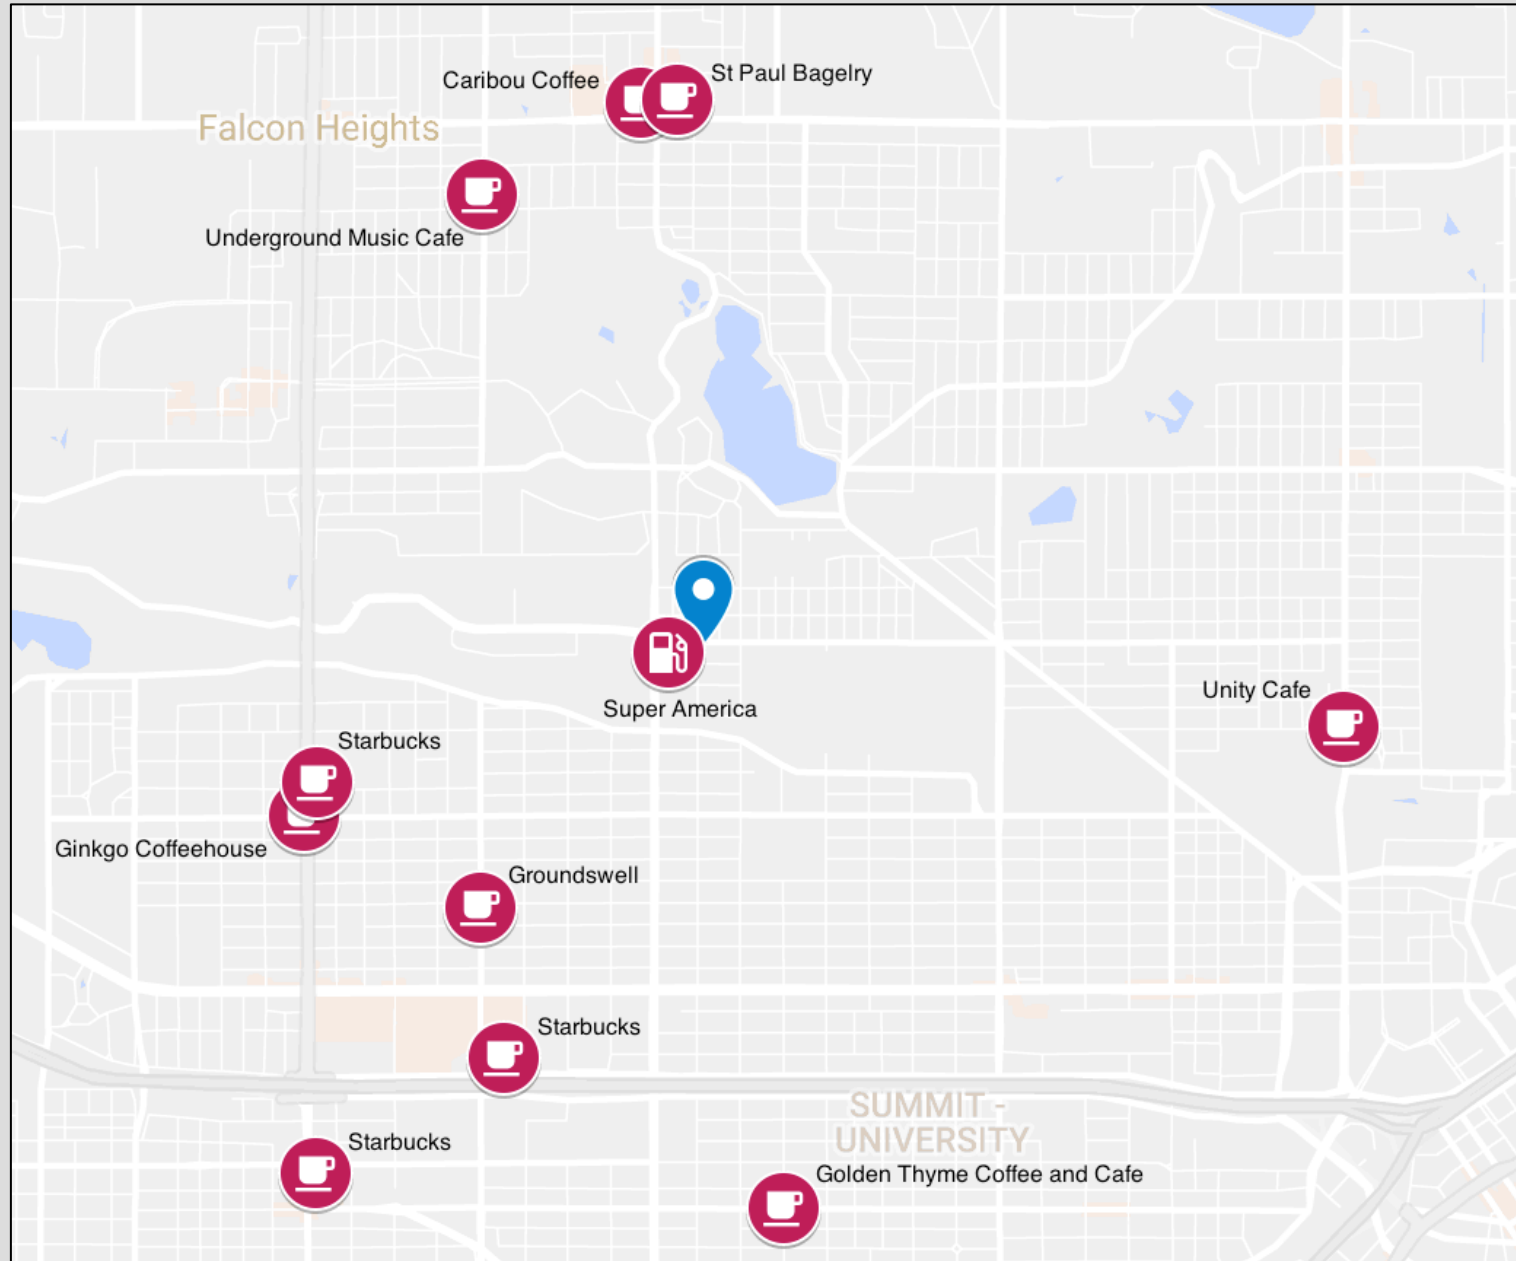 Caribou Coffee
St Paul Bagelry
Falcon Heights
Underground Music Cafe
Super America
Unity Cafe
Starbucks
Ginkgo Coffeehouse
Groundswell
Starbucks
SUMMIT -
UNIVERSITY
Starbucks
Golden Thyme Coffee and Cafe